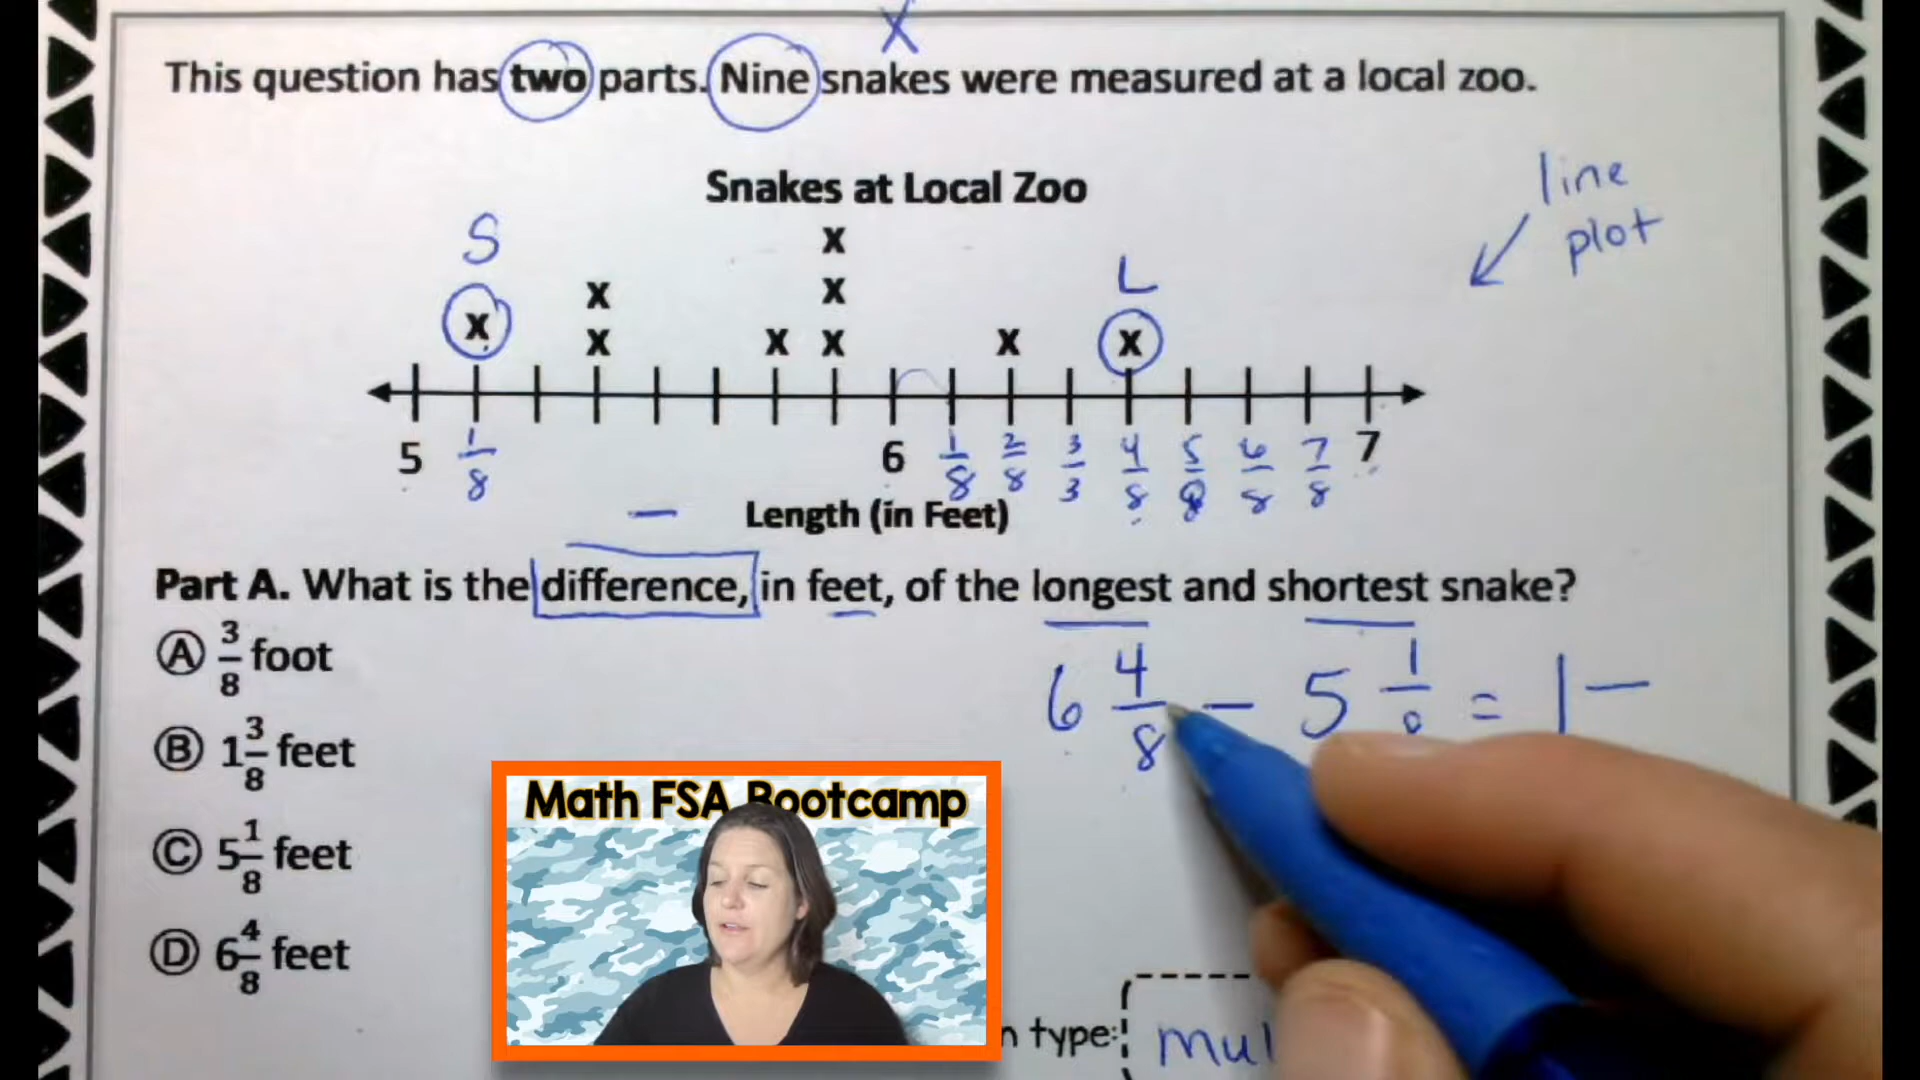 X
This question has two parts. Nine snakes were measured at a local zoo.
line
plot
Snakes at Local Zoo
S
L
X
X X
X X X X X X X
5 1/8 6 1/8 2/8 3/3 4/8 5/8 6/8 7/8 7
— Length (in Feet)
Part A. What is the difference, in feet, of the longest and shortest snake?
Ⓐ 3/8 foot
6 4/8 – 5 1/8 = 1 —
Ⓑ 1 3/8 feet
Ⓒ 5 1/8 feet
Ⓓ 6 4/8 feet
Math FSA Bootcamp
type: